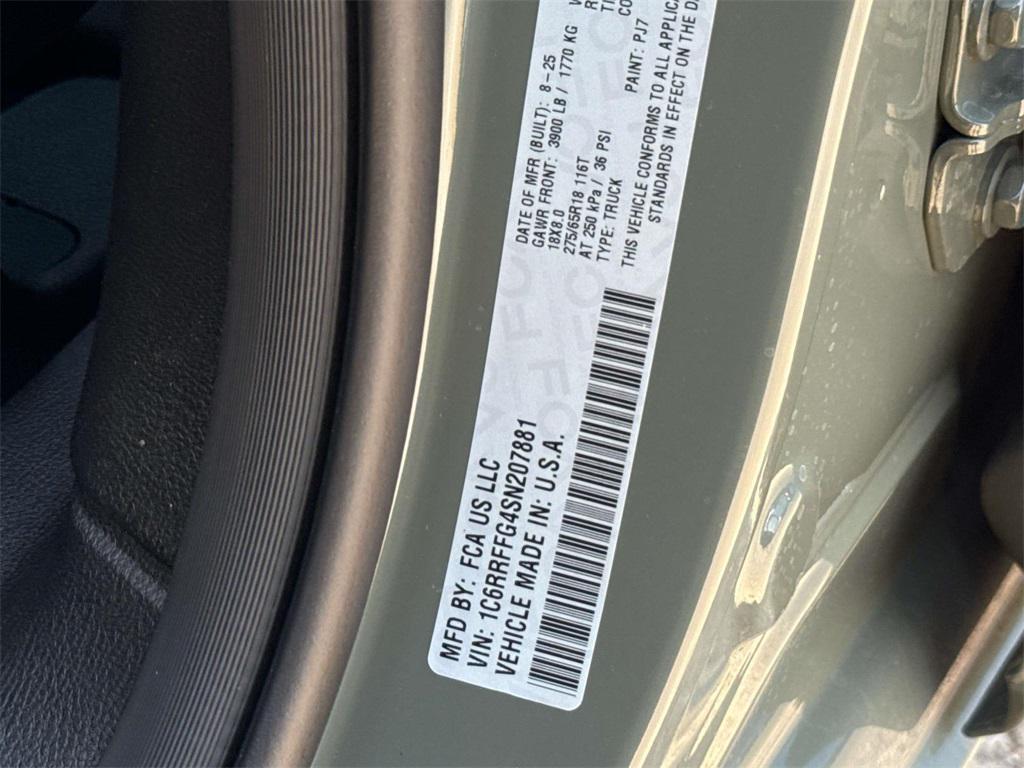 MFD BY: FCA US LLC
VIN: 1C6RRFFG4SN207881
VEHICLE MADE IN: U.S.A.
DATE OF MFR (BUILT): 8-25
GAWR FRONT: 3900 LB / 1770 KG
18X8.0
275/65R18 116T
AT 250 kPa / 36 PSI
TYPE: TRUCK PAINT: PJ7
THIS VEHICLE CONFORMS TO ALL
STANDARDS IN EFFECT ON THE